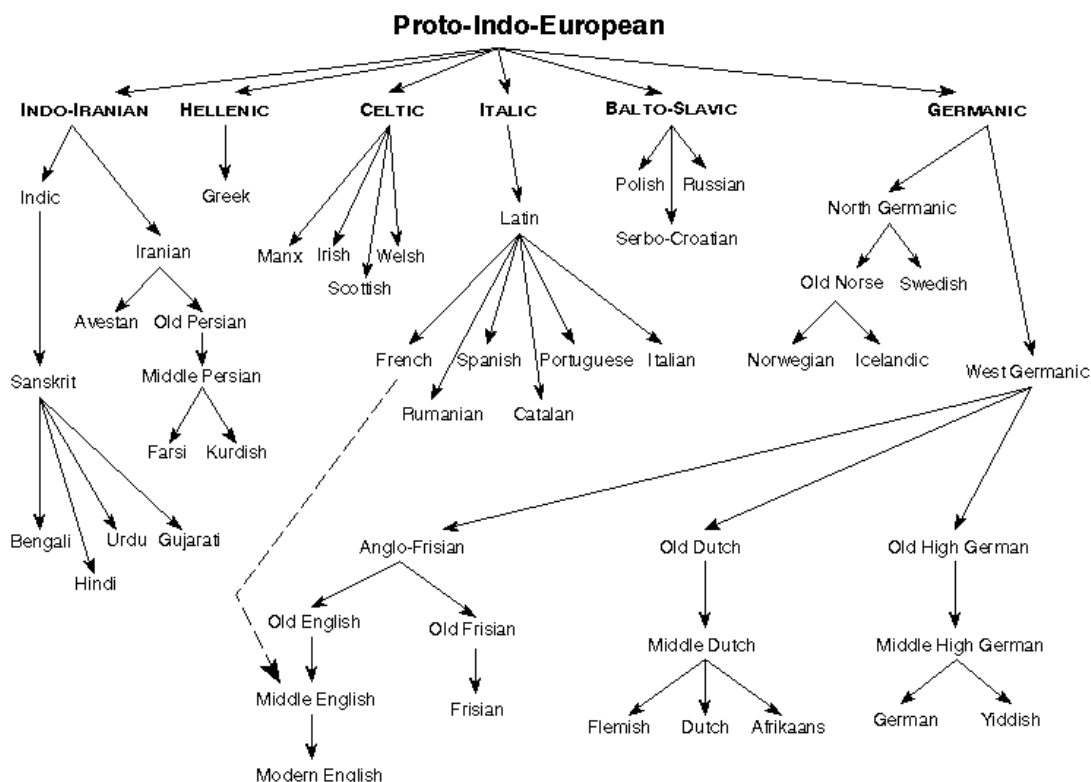 Proto-Indo-European
INDO-IRANIAN HELLENIC CELTIC ITALIC BALTO-SLAVIC GERMANIC
Indic Greek Polish Russian
Latin North Germanic
Iranian Manx Irish Welsh Serbo-Croatian
Scottish Old Norse Swedish
Avestan Old Persian
French Spanish Portuguese Italian Norwegian Icelandic
Sanskrit Middle Persian West Germanic
Rumanian Catalan
Farsi Kurdish
Bengali Urdu Gujarati Anglo-Frisian Old Dutch Old High German
Hindi
Old English Old Frisian
Middle Dutch Middle High German
Middle English Frisian
Flemish Dutch Afrikaans German Yiddish
Modern English